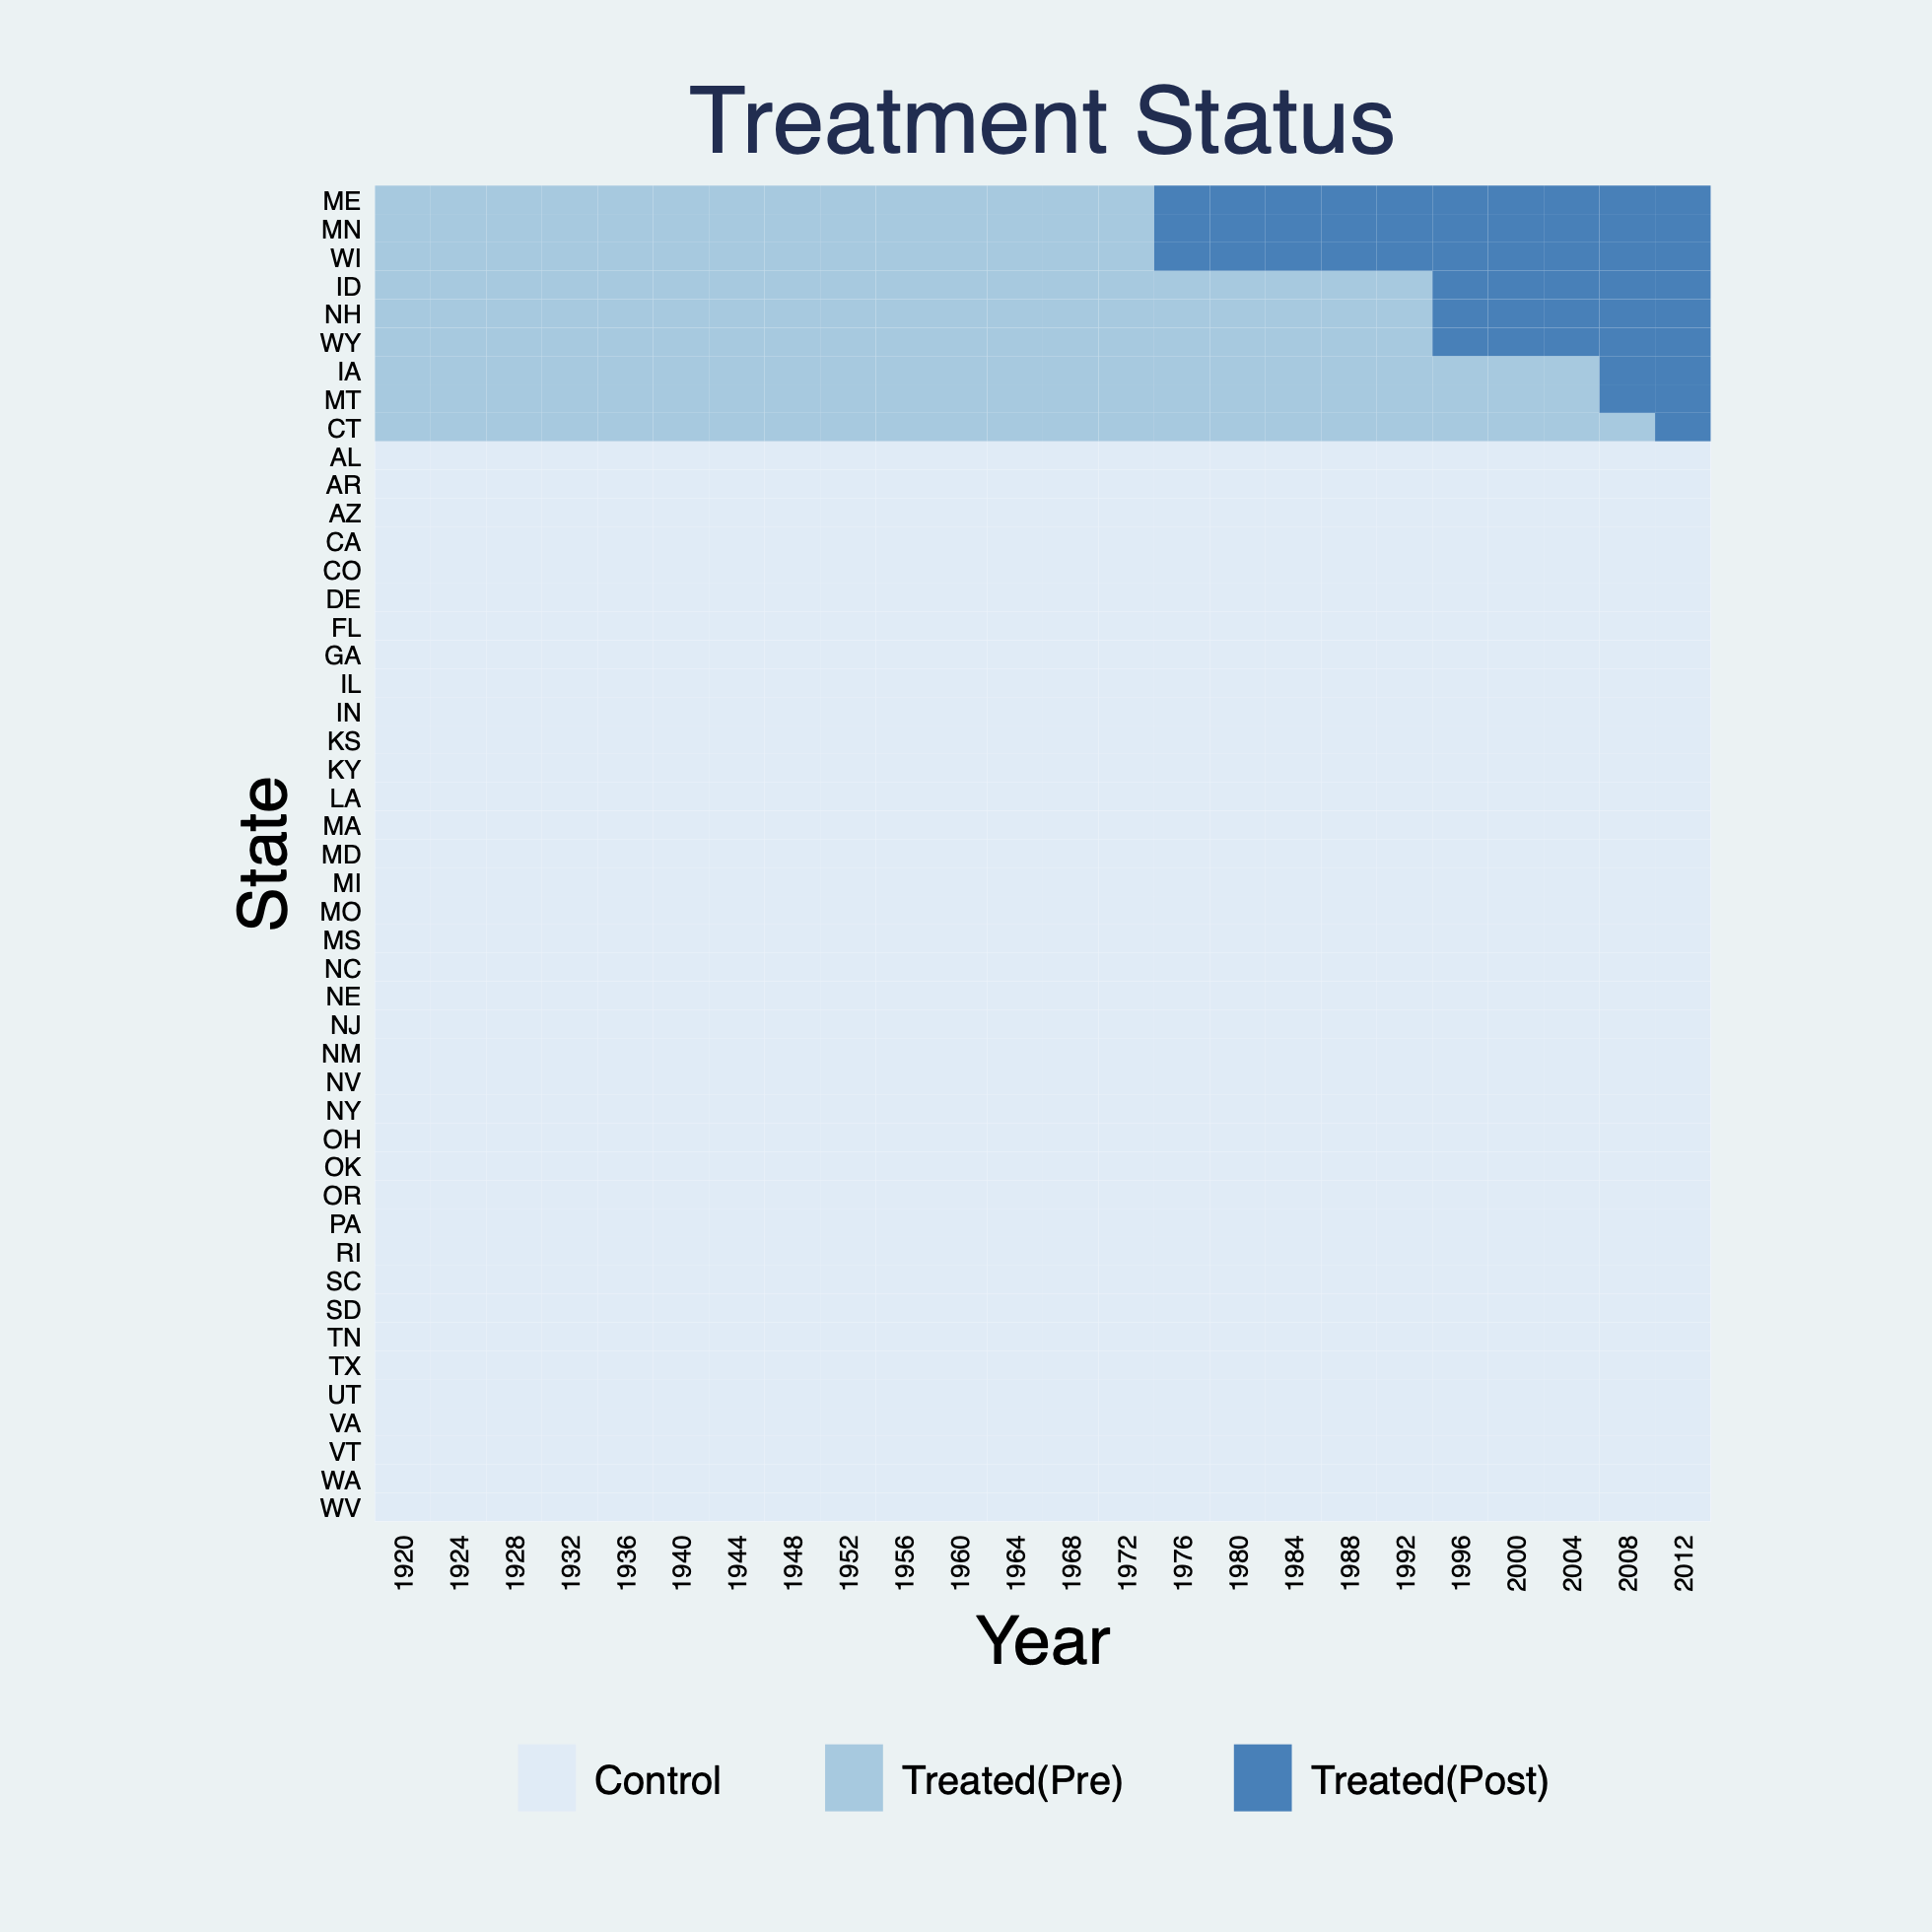 Treatment Status
ME
MN
WI
ID
NH
WY
IA
MT
CT
AL
AR
AZ
CA
CO
DE
FL
GA
IL
IN
KS
KY
LA
MA
MD
MI
MO
MS
NC
NE
NJ
NM
NV
NY
OH
OK
OR
PA
RI
SC
SD
TN
TX
UT
VA
VT
WA
WV
State
1920 1924 1928 1932 1936 1940 1944 1948 1952 1956 1960 1964 1968 1972 1976 1980 1984 1988 1992 1996 2000 2004 2008 2012
Year
Control Treated(Pre) Treated(Post)